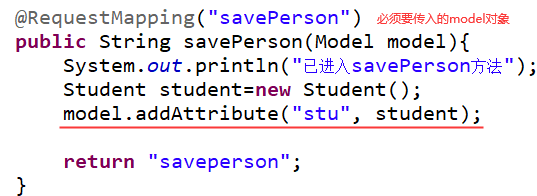 @RequestMapping("savePerson") 必须要传入的model对象
public String savePerson(Model model){
    System.out.println("已进入savePerson方法");
    Student student=new Student();
    model.addAttribute("stu", student);
    return "saveperson";
}